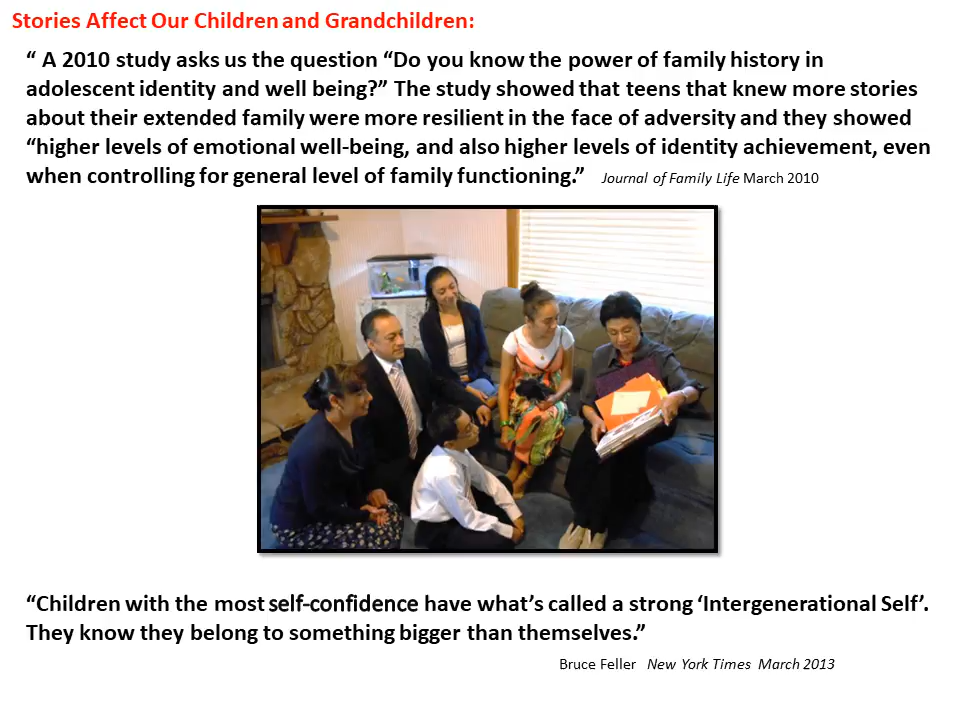 Stories Affect Our Children and Grandchildren:
“ A 2010 study asks us the question “Do you know the power of family history in
adolescent identity and well being?” The study showed that teens that knew more stories
about their extended family were more resilient in the face of adversity and they showed
“higher levels of emotional well-being, and also higher levels of identity achievement, even
when controlling for general level of family functioning.” Journal of Family Life March 2010
“Children with the most self-confidence have what’s called a strong ‘Intergenerational Self’.
They know they belong to something bigger than themselves.”
Bruce Feller New York Times March 2013